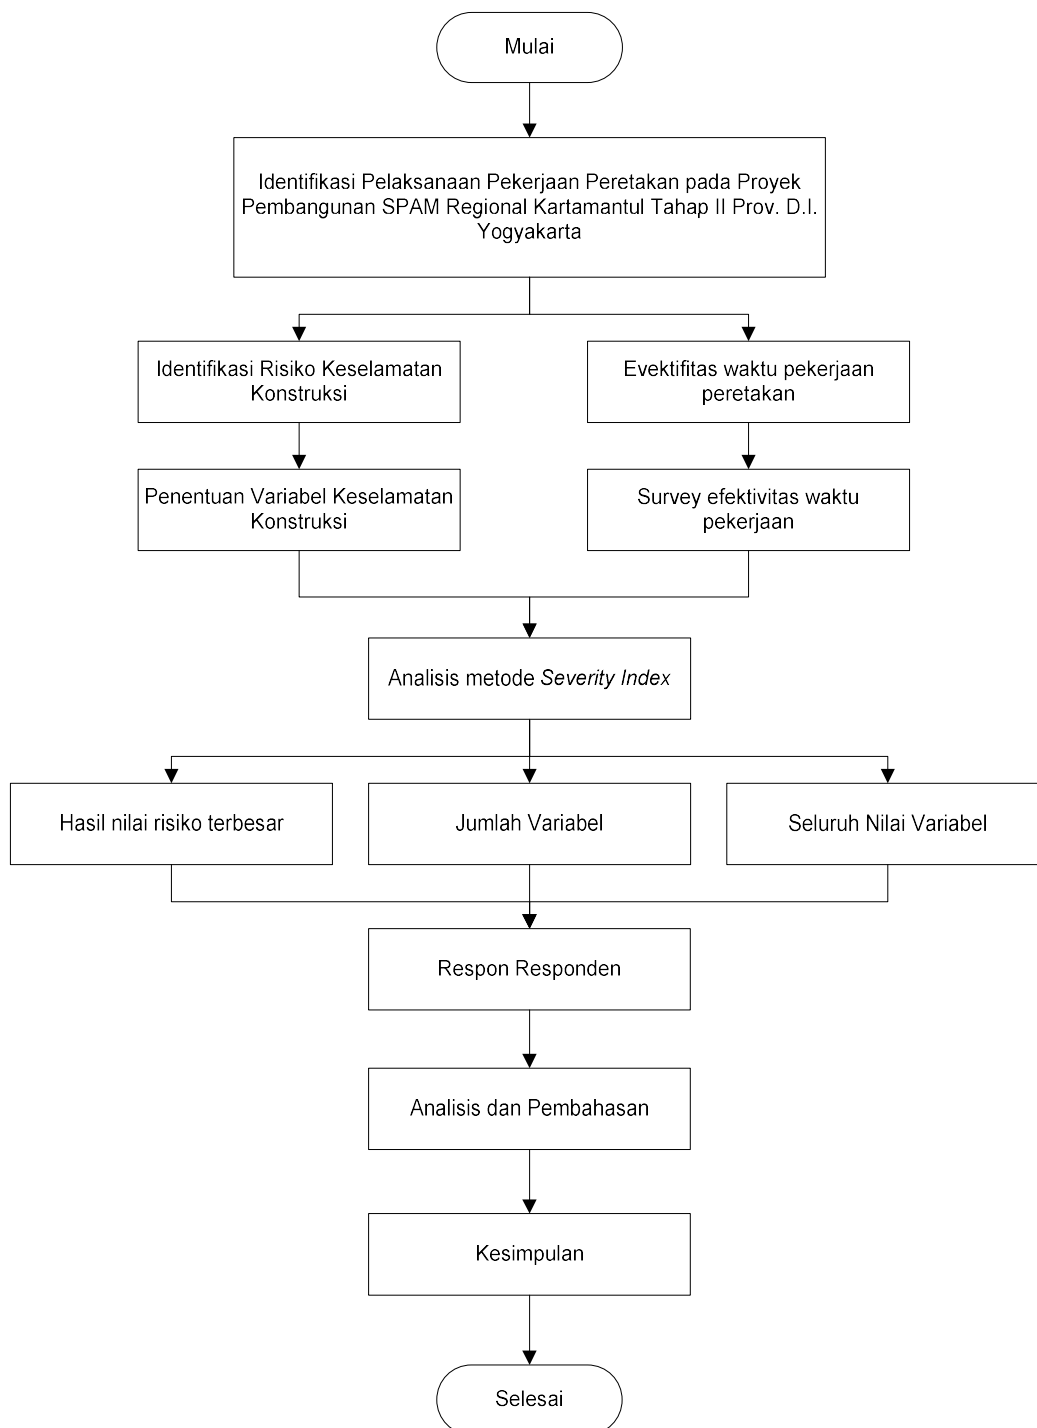 Mulai
Identifikasi Pelaksanaan Pekerjaan Peretakan pada Proyek
Pembangunan SPAM Regional Kartamantul Tahap II Prov. D.I.
Yogyakarta
Identifikasi Risiko Keselamatan
Konstruksi
Evektifitas waktu pekerjaan
peretakan
Penentuan Variabel Keselamatan
Konstruksi
Survey efektivitas waktu
pekerjaan
Analisis metode Severity Index
Hasil nilai risiko terbesar
Jumlah Variabel
Seluruh Nilai Variabel
Respon Responden
Analisis dan Pembahasan
Kesimpulan
Selesai